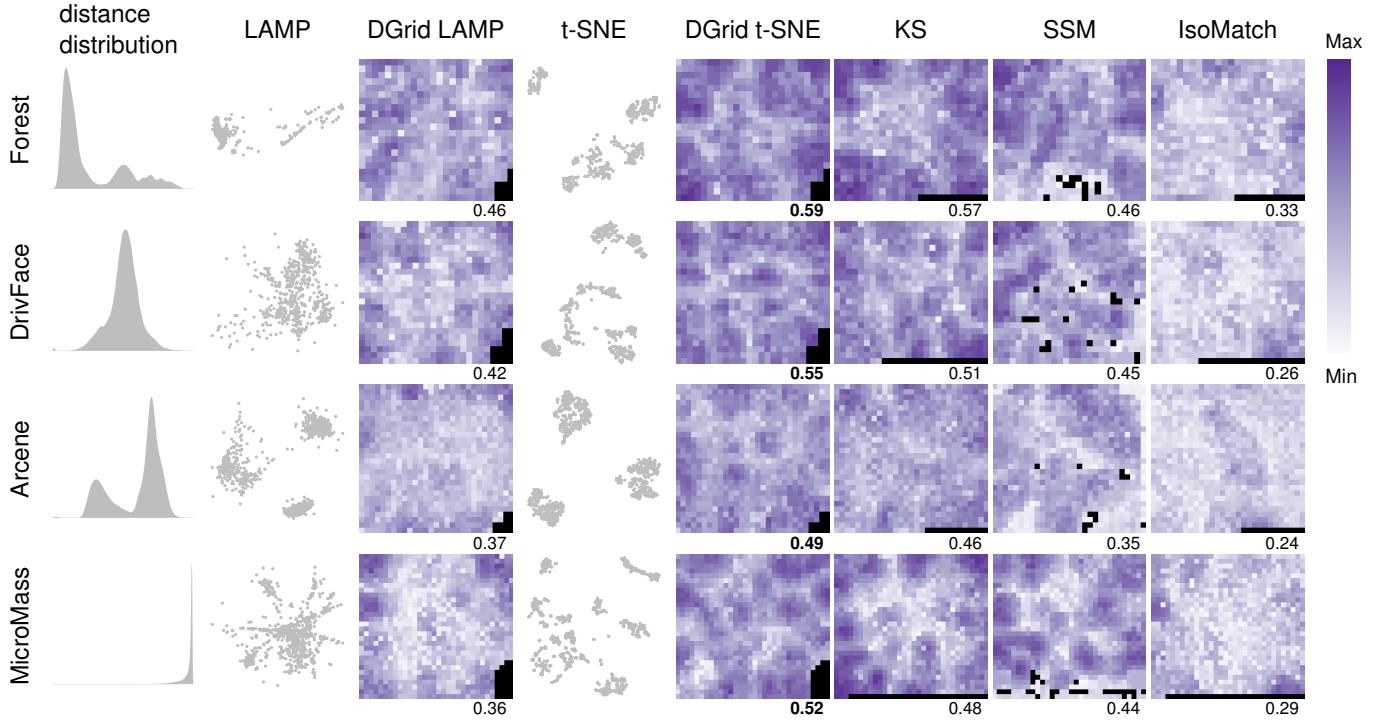 distance
distribution
LAMP
DGrid LAMP
t-SNE
DGrid t-SNE
KS
SSM
IsoMatch
Max
Min
Forest
0.46
0.59
0.57
0.46
0.33
DrivFace
0.42
0.55
0.51
0.45
0.26
Arcene
0.37
0.49
0.46
0.35
0.24
MicroMass
0.36
0.52
0.48
0.44
0.29